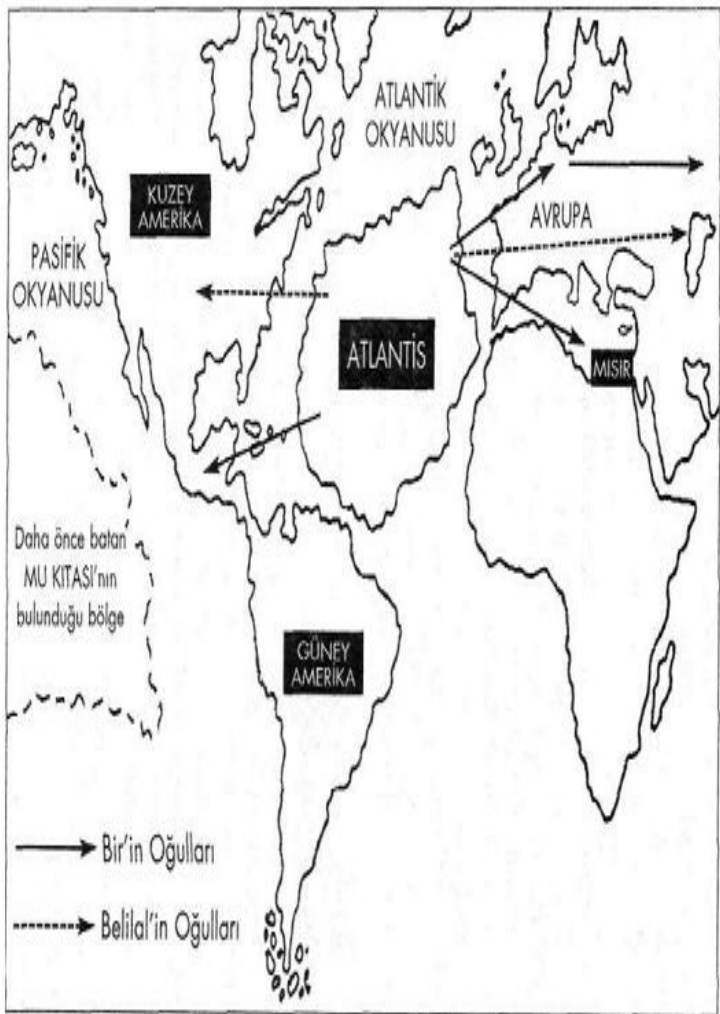 ATLANTİK
OKYANUSU
KUZEY
AMERİKA
AVRUPA
PASİFİK
OKYANUSU
ATLANTİS
MISIR
Daha önce batan
MU KITASI'nın
bulunduğu bölge
GÜNEY
AMERİKA
Bir'in Oğulları
Belilal'in Oğulları